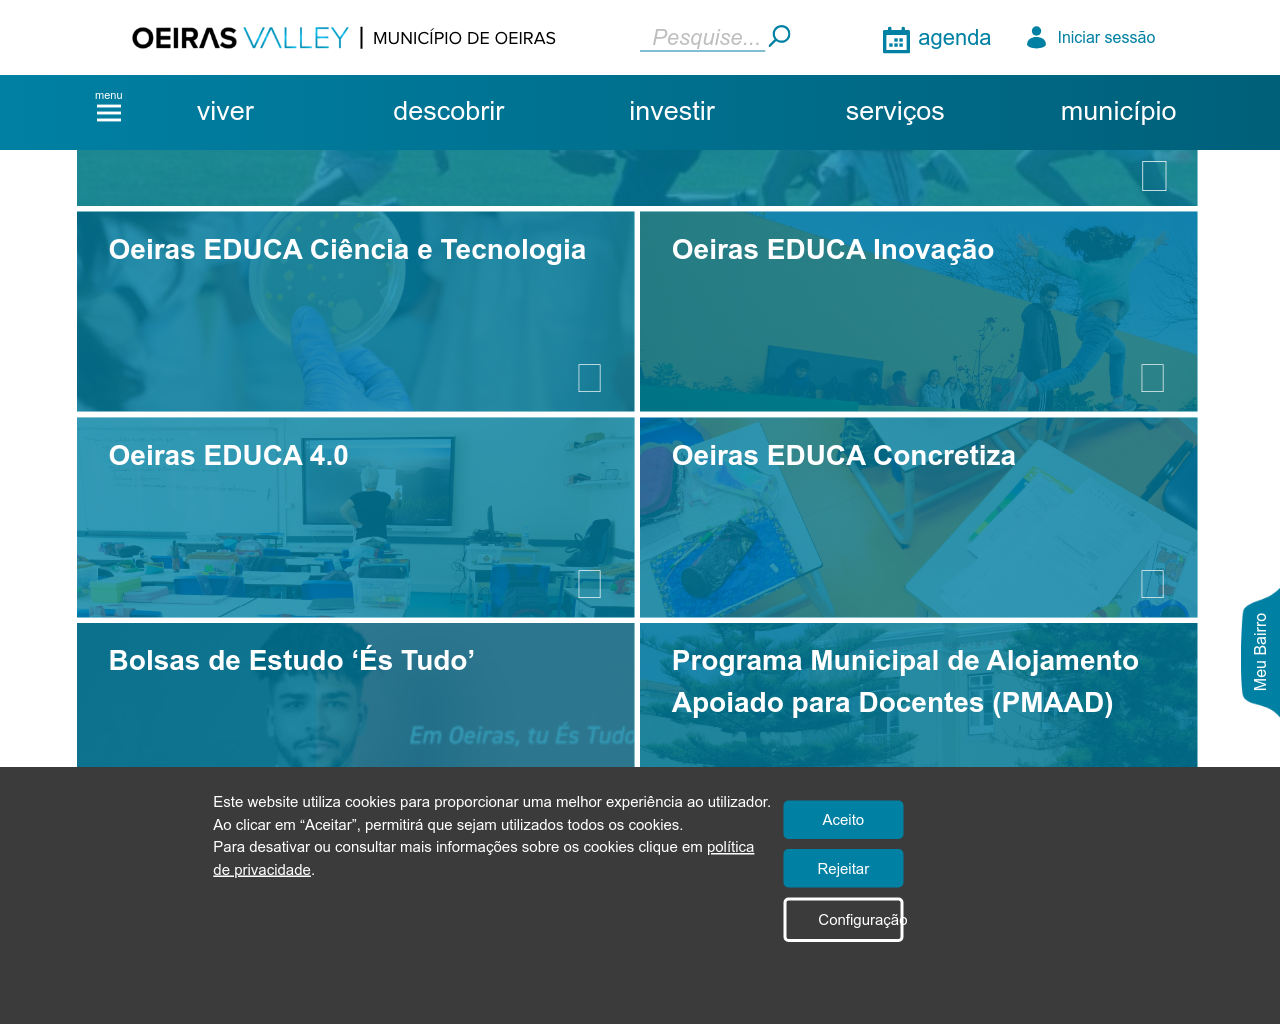 OEIRAS VALLEY | MUNICÍPIO DE OEIRAS
Pesquise...
agenda
Iniciar sessão
menu
viver
descobrir
investir
serviços
município
Oeiras EDUCA Ciência e Tecnologia
Oeiras EDUCA Inovação
Oeiras EDUCA 4.0
Oeiras EDUCA Concretiza
Bolsas de Estudo ‘És Tudo’
Em Oeiras, tu És Tudo
Programa Municipal de Alojamento
Apoiado para Docentes (PMAAD)
Meu Bairro
Este website utiliza cookies para proporcionar uma melhor experiência ao utilizador.
Ao clicar em “Aceitar”, permitirá que sejam utilizados todos os cookies.
Para desativar ou consultar mais informações sobre os cookies clique em política
de privacidade.
Aceito
Rejeitar
Configuração